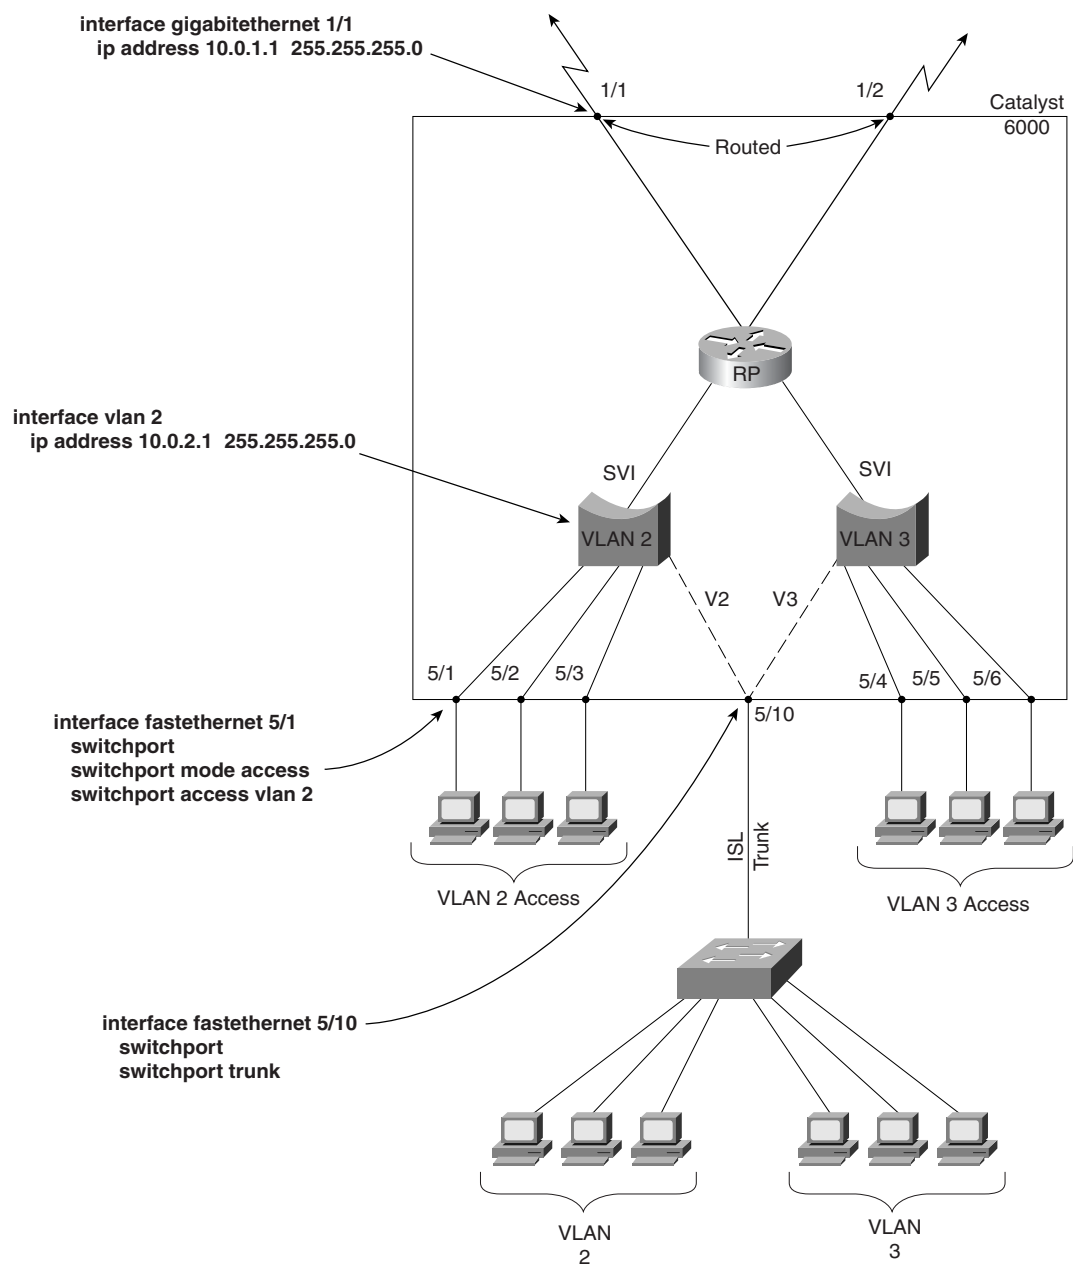 interface gigabitethernet 1/1
ip address 10.0.1.1 255.255.255.0
1/1
1/2
Catalyst
6000
Routed
RP
interface vlan 2
ip address 10.0.2.1 255.255.255.0
SVI
SVI
VLAN 2
VLAN 3
V2
V3
5/1
5/2
5/3
5/4
5/5
5/6
5/10
interface fastethernet 5/1
switchport
switchport mode access
switchport access vlan 2
ISL
Trunk
VLAN 2 Access
VLAN 3 Access
interface fastethernet 5/10
switchport
switchport trunk
VLAN
2
VLAN
3